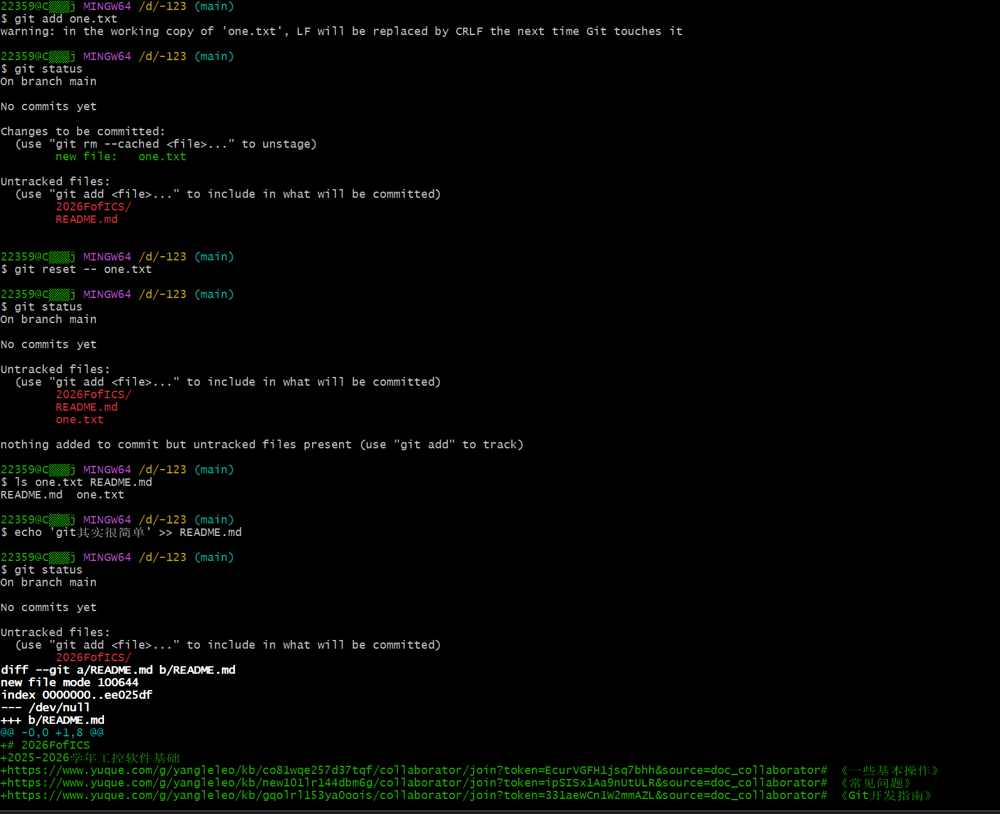 22359@C▒▒▒ĵ MINGW64 /d/-123 (main)
$ git add one.txt
warning: in the working copy of 'one.txt', LF will be replaced by CRLF the next time Git touches it
22359@C▒▒▒ĵ MINGW64 /d/-123 (main)
$ git status
On branch main
No commits yet
Changes to be committed:
  (use "git rm --cached <file>..." to unstage)
        new file:   one.txt
Untracked files:
  (use "git add <file>..." to include in what will be committed)
        2026FofICS/
        README.md
22359@C▒▒▒ĵ MINGW64 /d/-123 (main)
$ git reset -- one.txt
22359@C▒▒▒ĵ MINGW64 /d/-123 (main)
$ git status
On branch main
No commits yet
Untracked files:
  (use "git add <file>..." to include in what will be committed)
        2026FofICS/
        README.md
        one.txt
nothing added to commit but untracked files present (use "git add" to track)
22359@C▒▒▒ĵ MINGW64 /d/-123 (main)
$ ls one.txt README.md
README.md  one.txt
22359@C▒▒▒ĵ MINGW64 /d/-123 (main)
$ echo 'git其实很简单' >> README.md
22359@C▒▒▒ĵ MINGW64 /d/-123 (main)
$ git status
On branch main
No commits yet
Untracked files:
  (use "git add <file>..." to include in what will be committed)
        2026FofICS/
diff --git a/README.md b/README.md
new file mode 100644
index 0000000..ee025df
--- /dev/null
+++ b/README.md
@@ -0,0 +1,8 @@
+# 2026FofICS
+2025-2026学年工控软件基础
+https://www.yuque.com/g/yangleleo/kb/co81wqe257d37tqf/collaborator/join?token=EcurVGFH1jsq7bhh&source=doc_collaborator# 《一些基本操作》
+https://www.yuque.com/g/yangleleo/kb/new101lr144dbm6g/collaborator/join?token=ipSISx1Aa9nUtULR&source=doc_collaborator# 《常见问题》
+https://www.yuque.com/g/yangleleo/kb/gqolrl153ya0oois/collaborator/join?token=331aeWCn1W2mmAZL&source=doc_collaborator# 《Git开发指南》